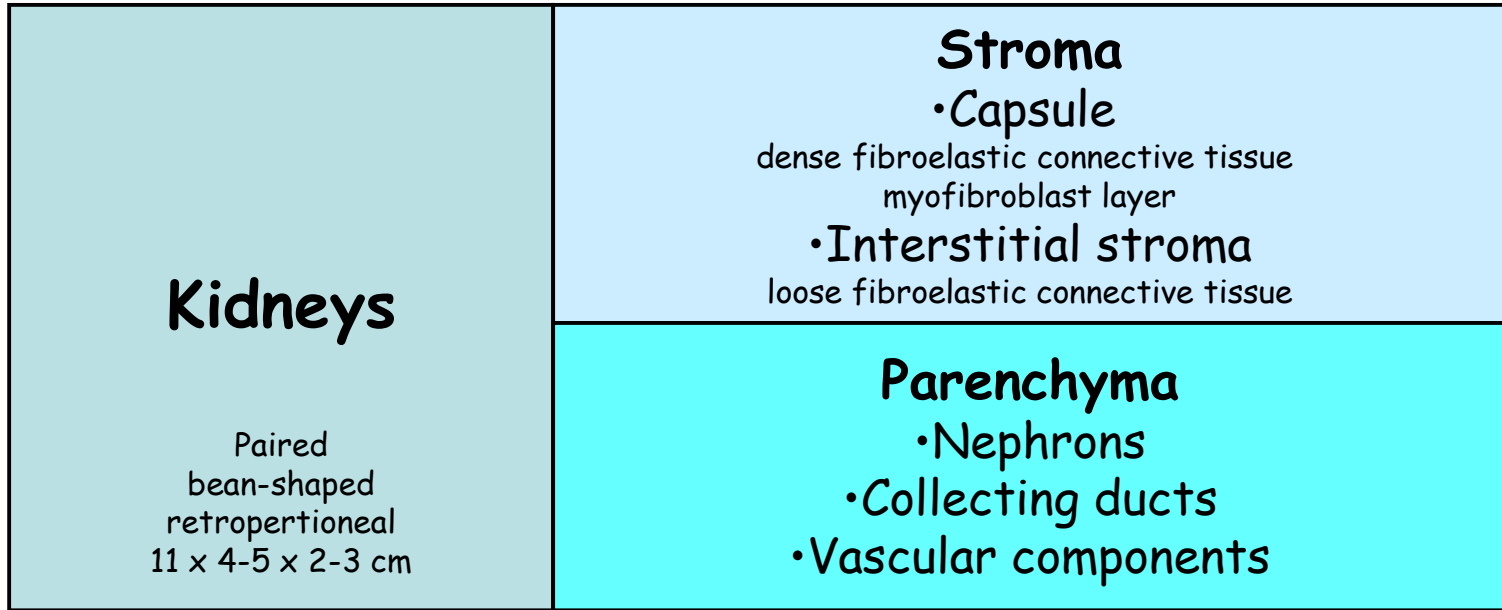 Kidneys
Paired
bean-shaped
retropertioneal
11 x 4-5 x 2-3 cm
Stroma
•Capsule
dense fibroelastic connective tissue
myofibroblast layer
•Interstitial stroma
loose fibroelastic connective tissue
Parenchyma
•Nephrons
•Collecting ducts
•Vascular components